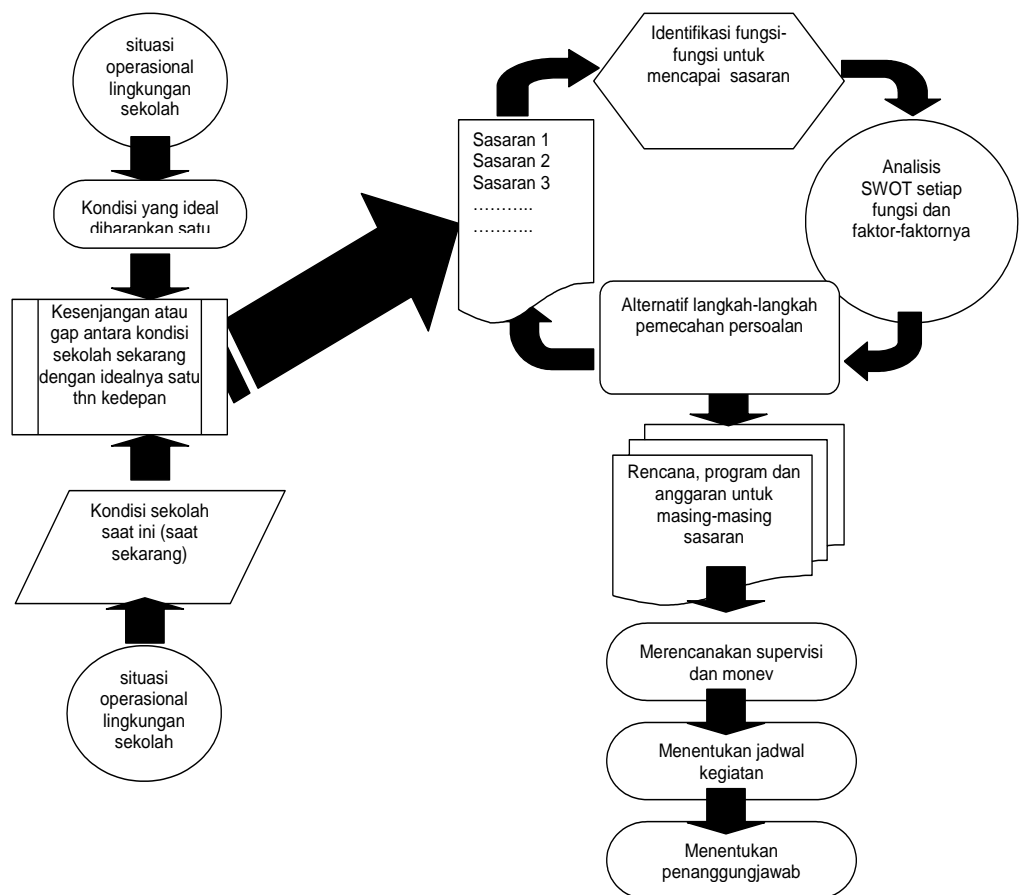 situasi
operasional
lingkungan
sekolah
Kondisi yang ideal
diharapkan satu
Kesenjangan atau
gap antara kondisi
sekolah sekarang
dengan idealnya satu
thn kedepan
Kondisi sekolah
saat ini (saat
sekarang)
situasi
operasional
lingkungan
sekolah
Sasaran 1
Sasaran 2
Sasaran 3
………..
………..
Identifikasi fungsi-
fungsi untuk
mencapai sasaran
Analisis
SWOT setiap
fungsi dan
faktor-faktornya
Alternatif langkah-langkah
pemecahan persoalan
Rencana, program dan
anggaran untuk
masing-masing
sasaran
Merencanakan supervisi
dan monev
Menentukan jadwal
kegiatan
Menentukan
penanggungjawab